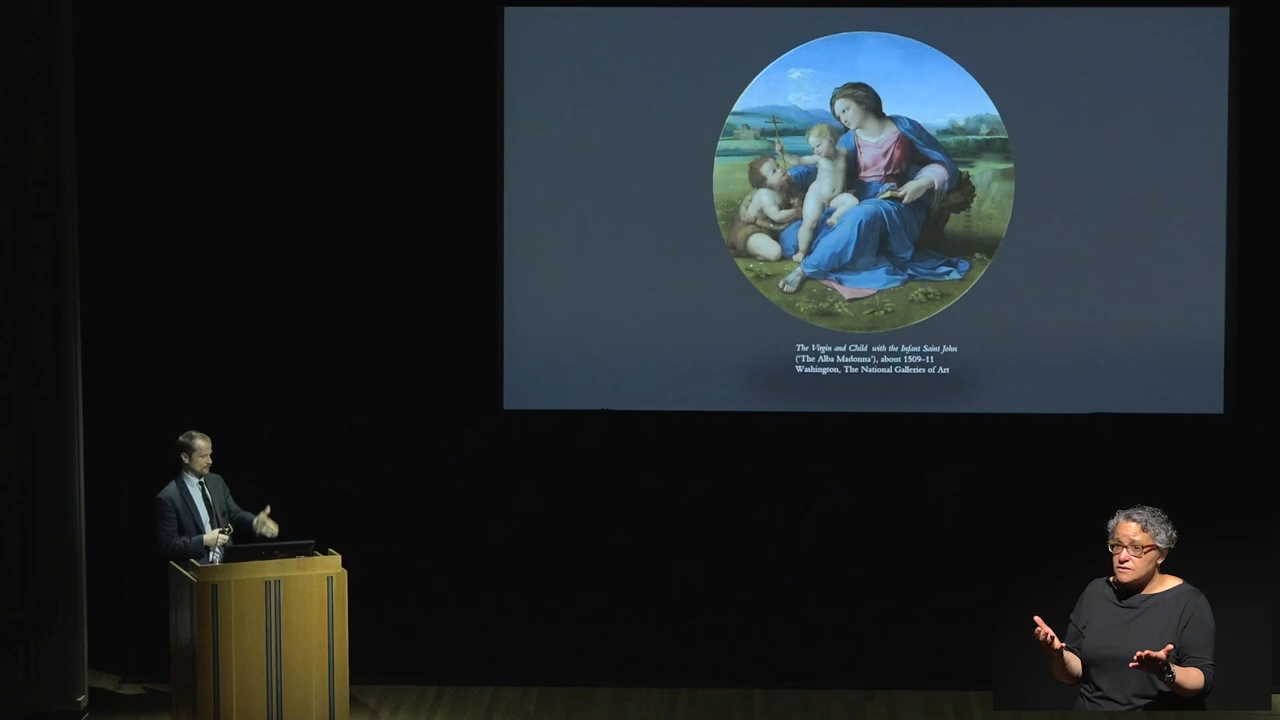 The Virgin and Child with the Infant Saint John
('The Alba Madonna'), about 1509–11
Washington, The National Galleries of Art